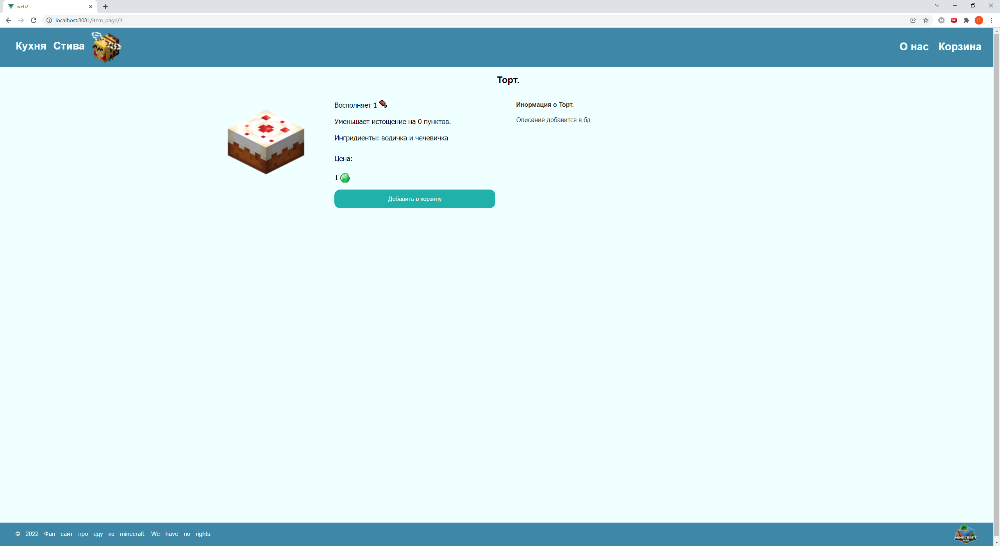 web2
localhost:8081/item_page/1
M
П
Кухня Стива
О нас Корзина
Торт.
Восполняет 1
Уменьшает истощение на 0 пунктов.
Ингридиенты: водичка и чечевичка
Цена:
1
Добавить в корзину
Инормация о Торт.
Описание добавится в бд...
© 2022 Фан сайт про еду из minecraft. We have no rights.
MINECRAFT
WIKI